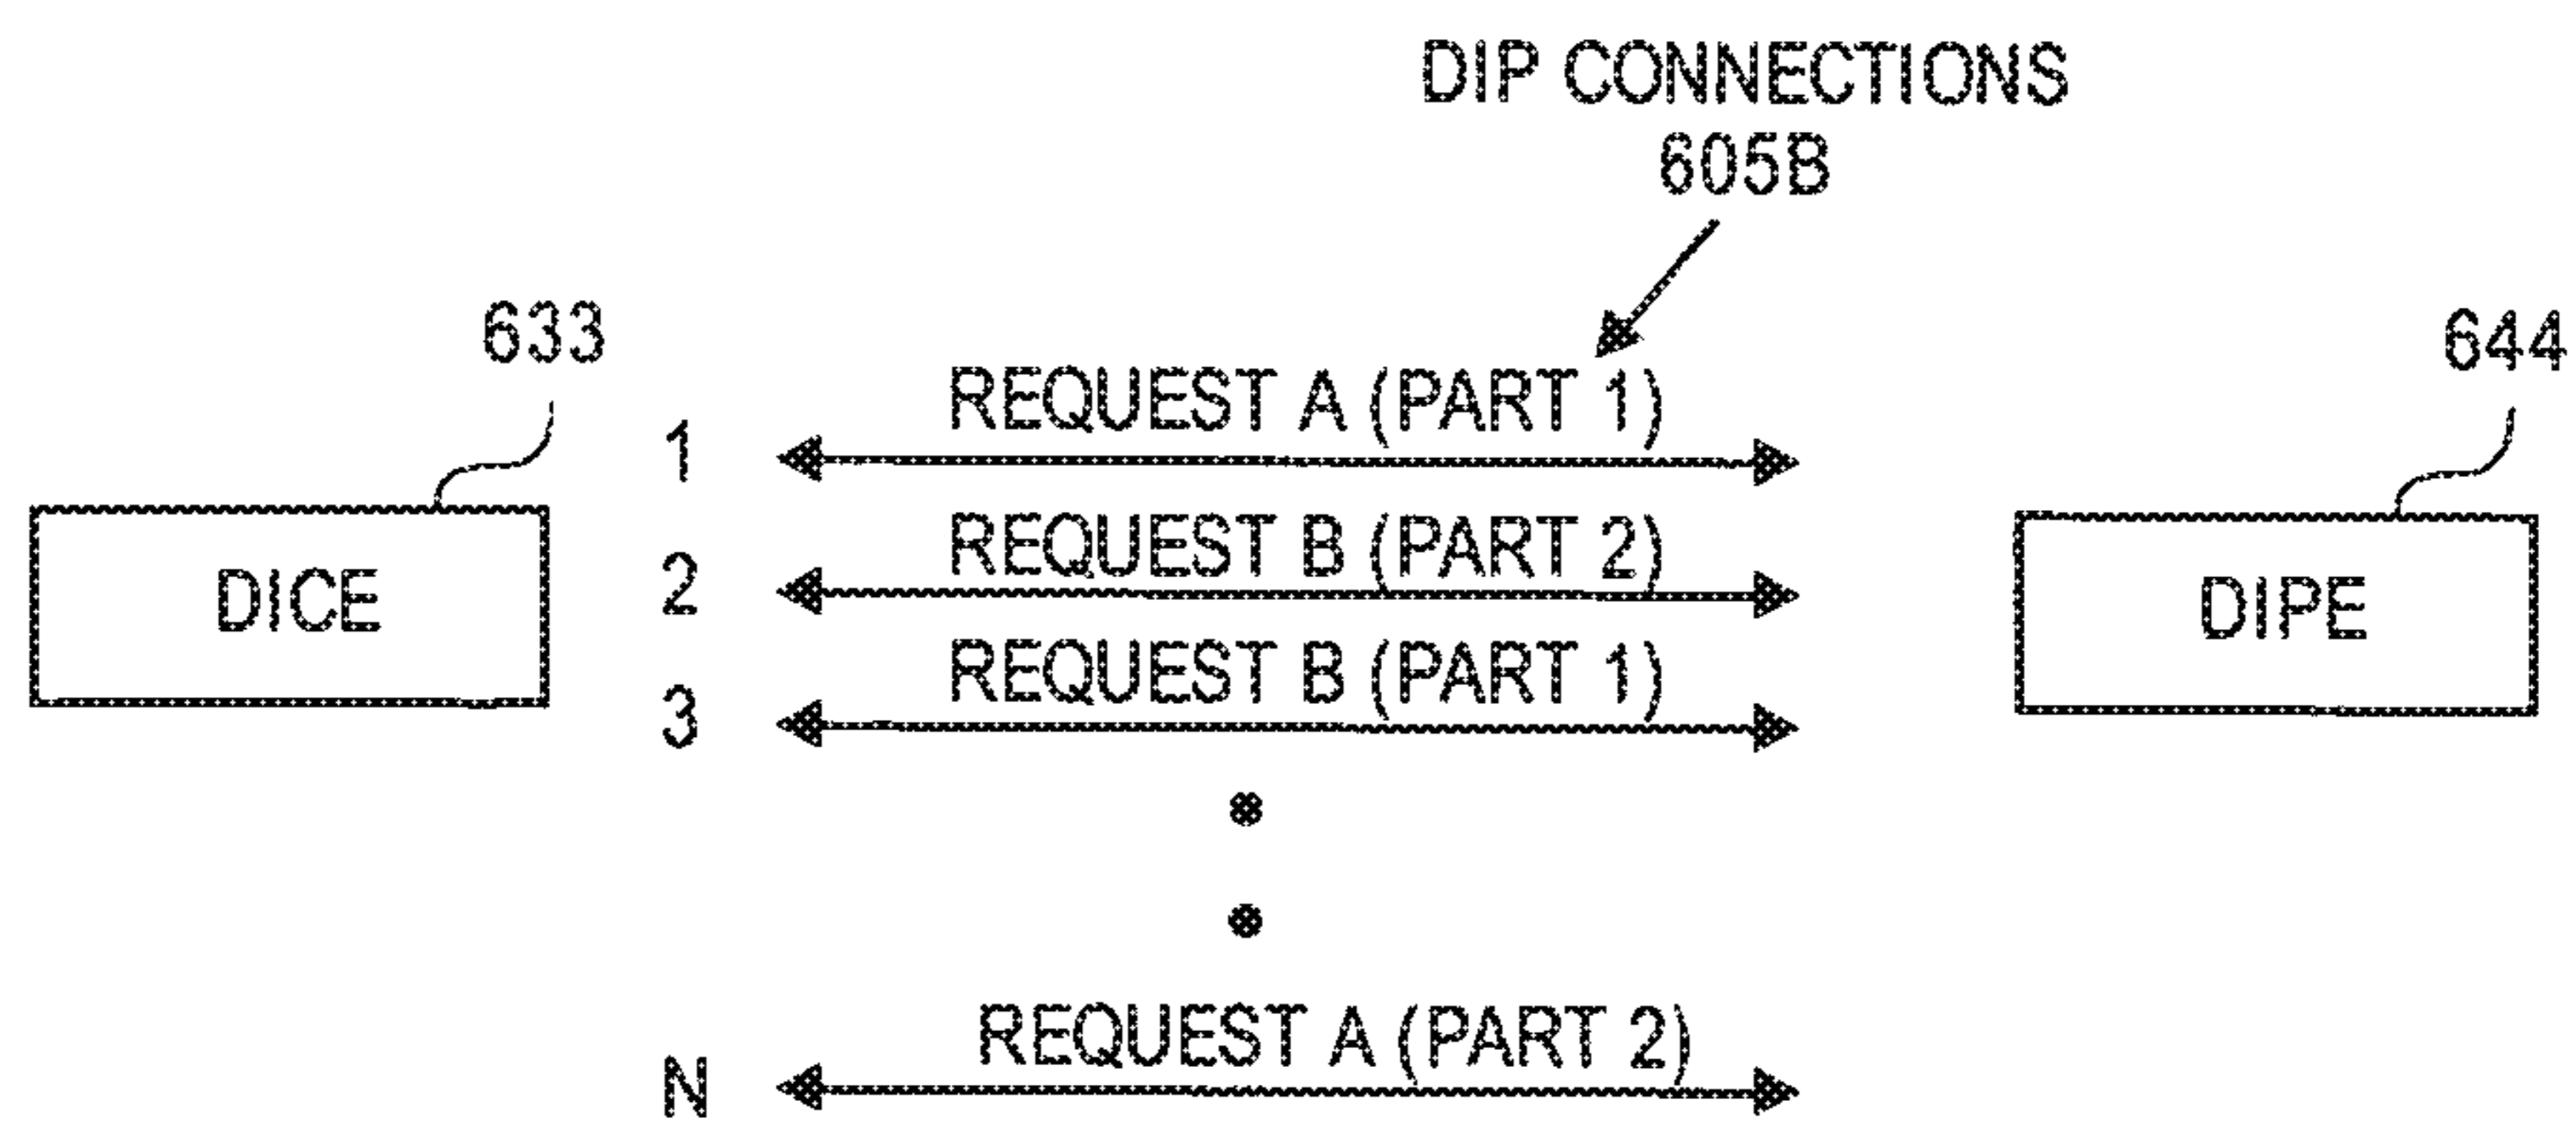 DIP CONNECTIONS
605B
633
644
REQUEST A (PART 1)
1
REQUEST B (PART 2)
2
DICE
DIPE
REQUEST B (PART 1)
3
REQUEST A (PART 2)
N